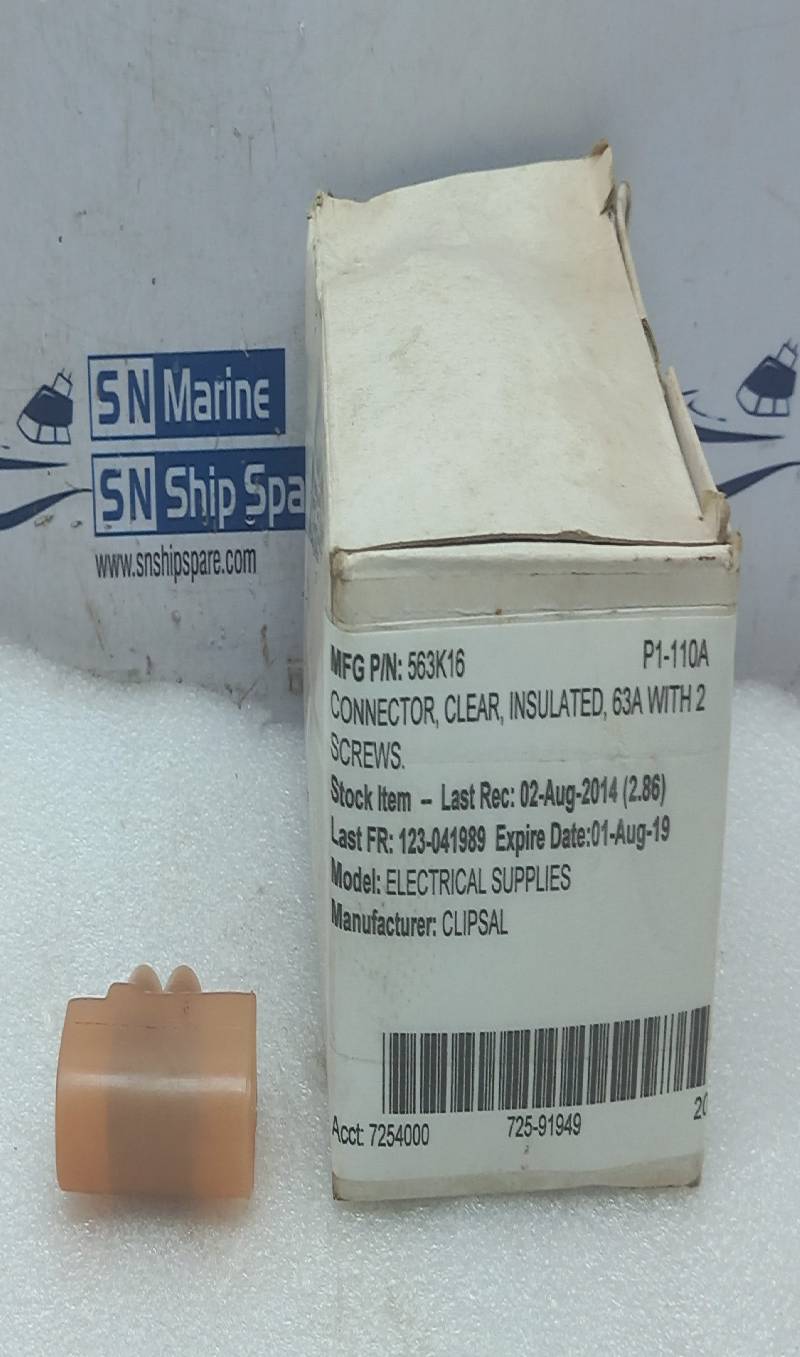 SN Marine
SN Ship Spa
www.snshipspare.com
MFG P/N: 563K16 P1-110A
CONNECTOR, CLEAR, INSULATED, 63A WITH 2
SCREWS.
Stock Item – Last Rec: 02-Aug-2014 (2.86)
Last FR: 123-041989 Expire Date:01-Aug-19
Model: ELECTRICAL SUPPLIES
Manufacturer: CLIPSAL
Acct: 7254000 725-91949 20